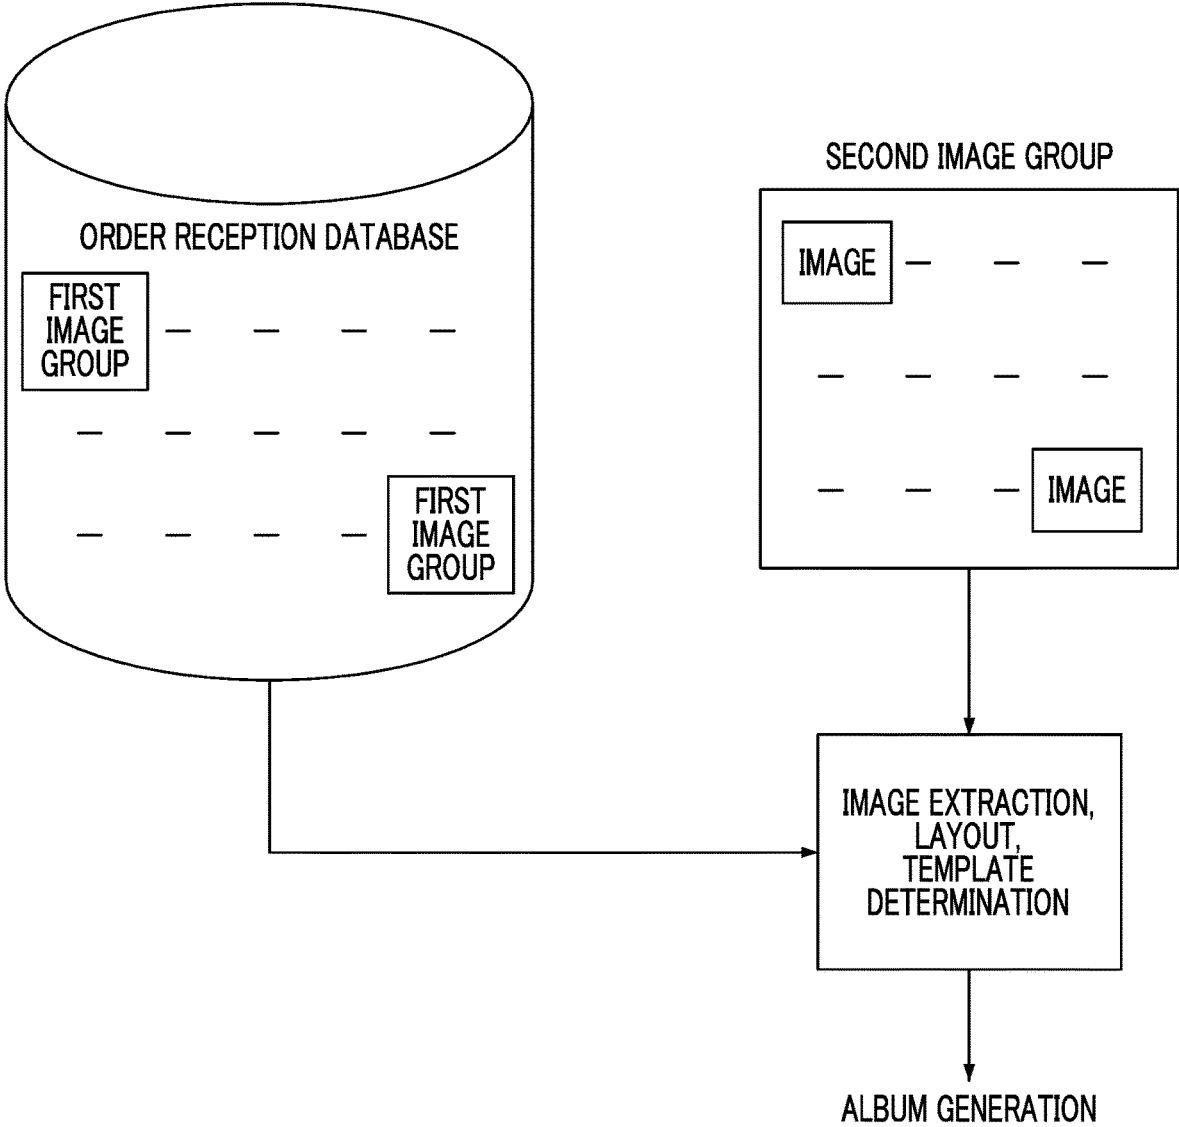 SECOND IMAGE GROUP
ORDER RECEPTION DATABASE
FIRST
IMAGE
GROUP
IMAGE
FIRST
IMAGE
GROUP
IMAGE
IMAGE EXTRACTION,
LAYOUT,
TEMPLATE
DETERMINATION
ALBUM GENERATION